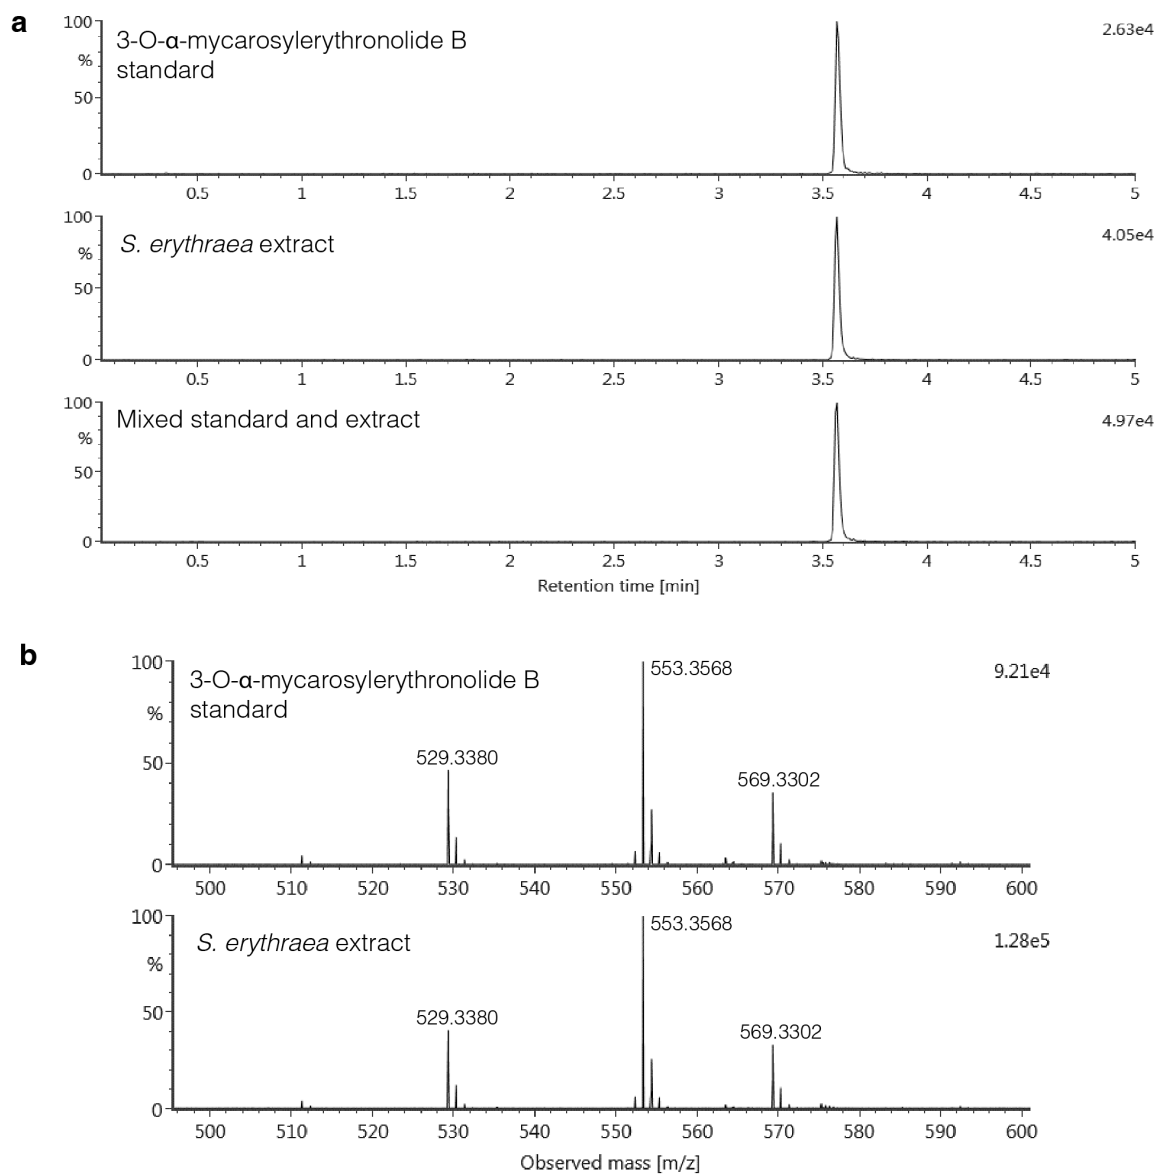 a
100
%
50
0
3-O-α-mycarosylerythronolide B
standard
2.63e4
0.5 1 1.5 2 2.5 3 3.5 4 4.5 5
100
%
50
0
S. erythraea extract
4.05e4
0.5 1 1.5 2 2.5 3 3.5 4 4.5 5
100
%
50
0
Mixed standard and extract
4.97e4
0.5 1 1.5 2 2.5 3 3.5 4 4.5 5
Retention time [min]
b
100
%
50
0
3-O-α-mycarosylerythronolide B
standard
529.3380
553.3568
569.3302
9.21e4
500 510 520 530 540 550 560 570 580 590 600
100
%
50
0
S. erythraea extract
529.3380
553.3568
569.3302
1.28e5
500 510 520 530 540 550 560 570 580 590 600
Observed mass [m/z]